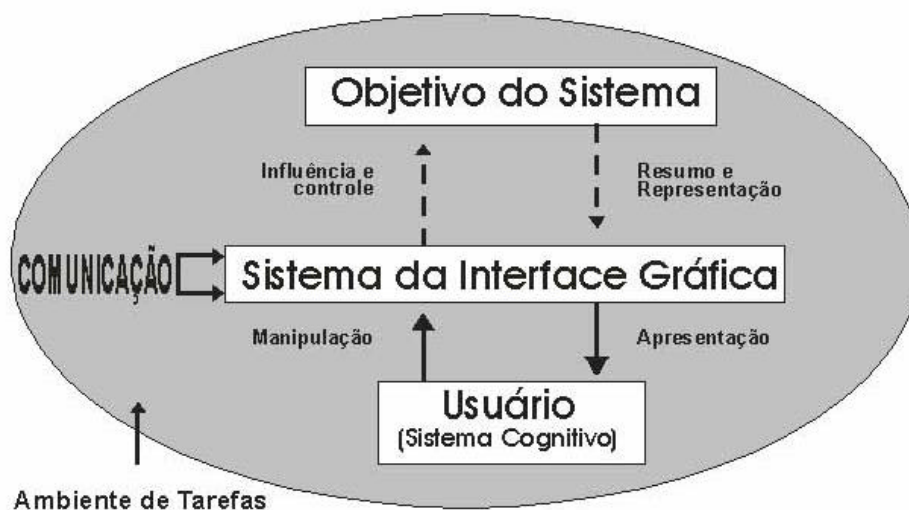 Objetivo do Sistema
Influência e
controle
Resumo e
Representação
COMUNICAÇÃO
Sistema da Interface Gráfica
Manipulação
Apresentação
Usuário
(Sistema Cognitivo)
Ambiente de Tarefas